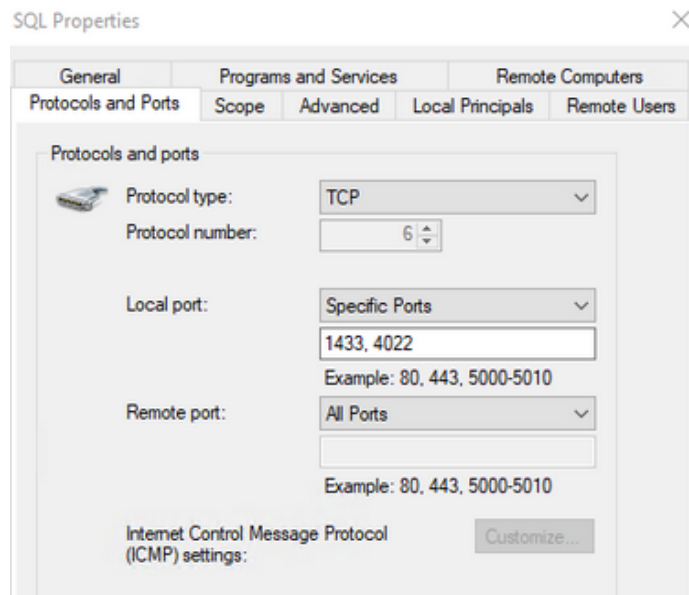 SQL Properties
General Programs and Services Remote Computers
Protocols and Ports Scope Advanced Local Principals Remote Users
Protocols and ports
Protocol type: TCP
Protocol number: 6
Local port: Specific Ports
1433, 4022
Example: 80, 443, 5000-5010
Remote port: All Ports
Example: 80, 443, 5000-5010
Internet Control Message Protocol
(ICMP) settings: Customize...